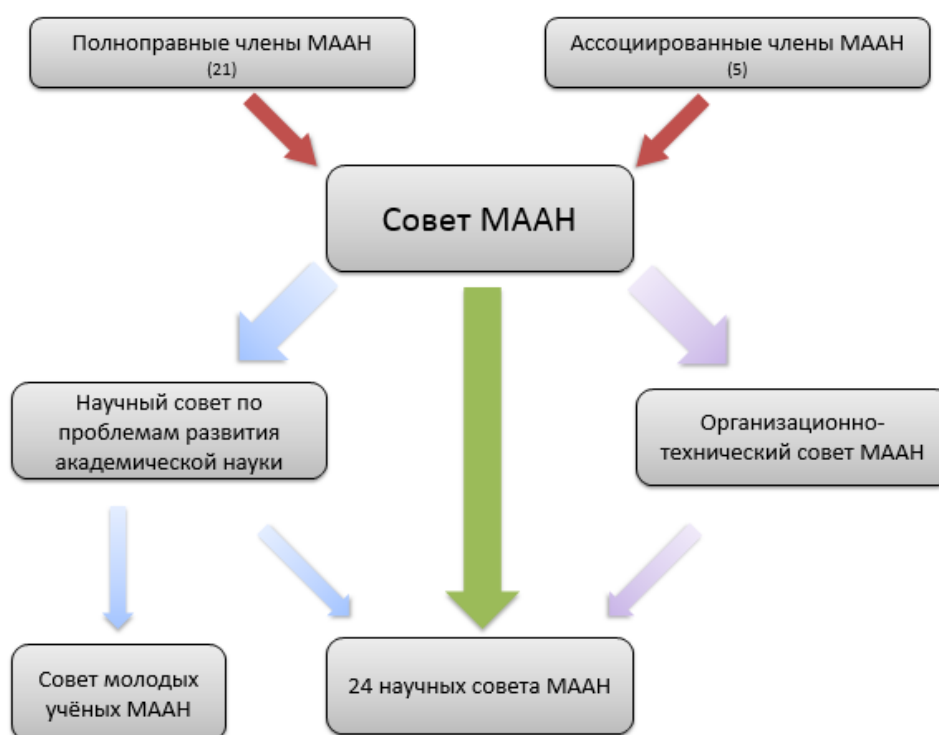 Полноправные члены МААН
(21)
Ассоциированные члены МААН
(5)
Совет МААН
Научный совет по
проблемам развития
академической науки
Организационно-
технический совет МААН
Совет молодых
учёных МААН
24 научных совета МААН